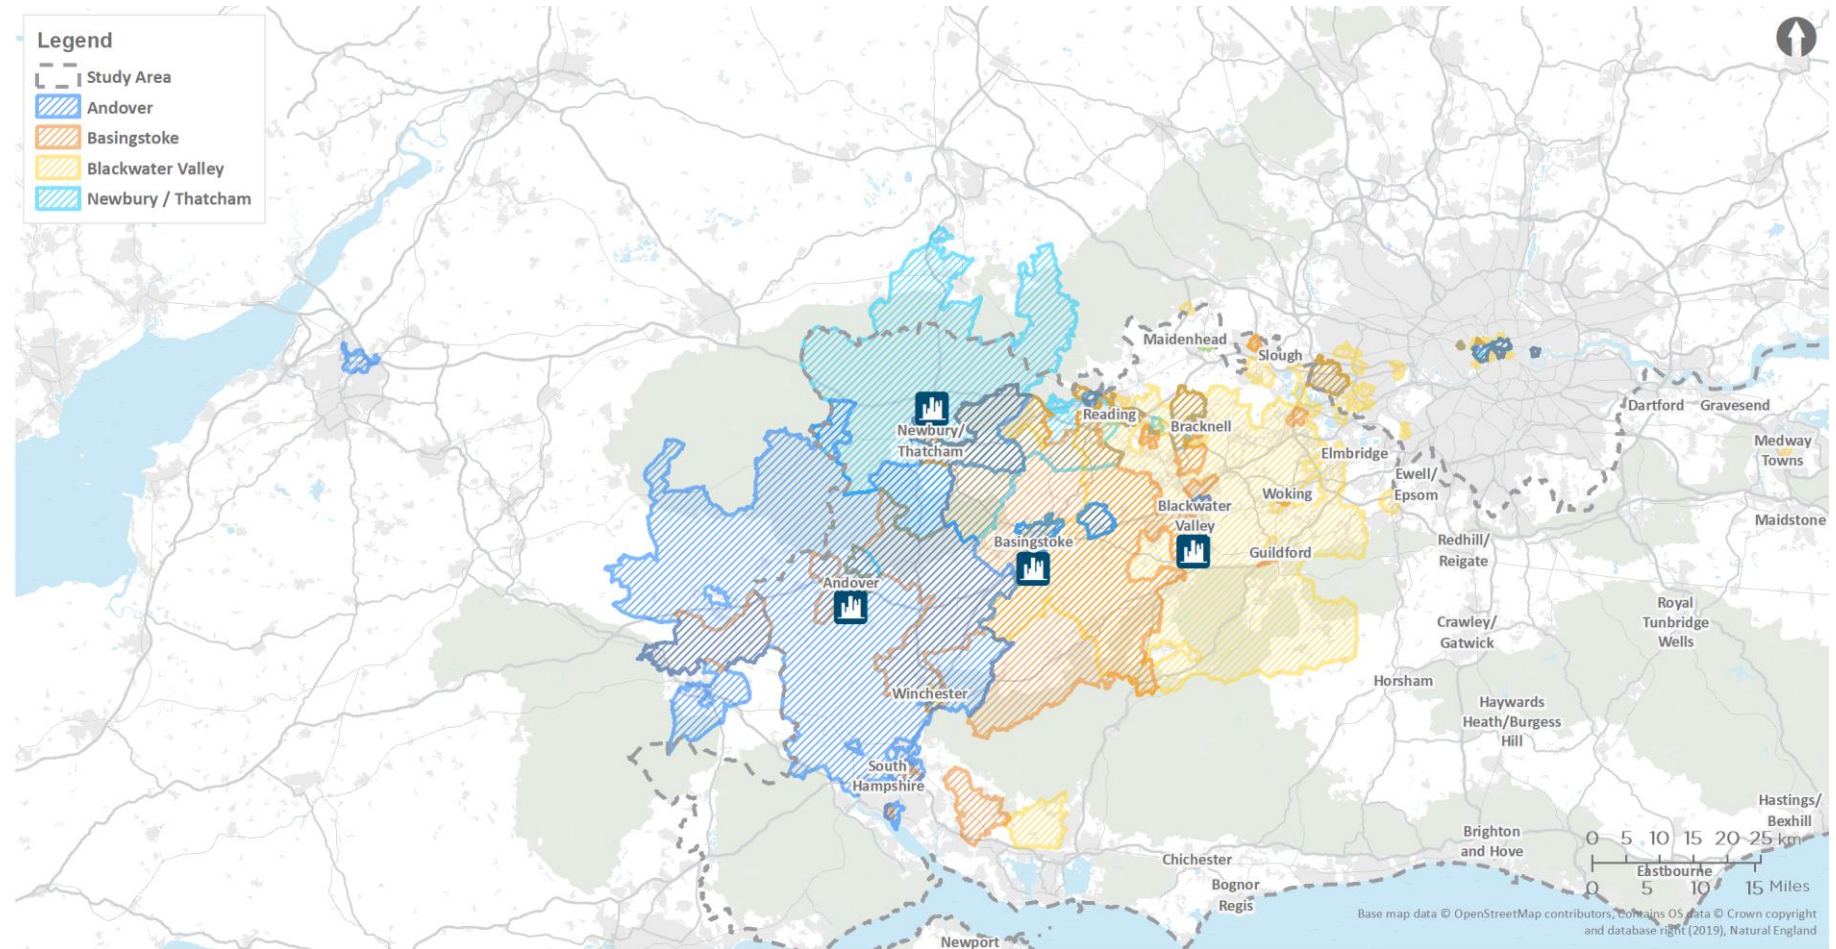 Legend
Study Area
Andover
Basingstoke
Blackwater Valley
Newbury / Thatcham
Maidenhead
Slough
Reading
Bracknell
Newbury/
Thatcham
Dartford
Gravesend
Medway
Towns
Elmbridge
Ewell/
Epsom
Woking
Blackwater
Valley
Maidstone
Basingstoke
Guildford
Redhill/
Reigate
Andover
Royal
Tunbridge
Wells
Crawley/
Gatwick
Winchester
Horsham
Haywards
Heath/Burgess
Hill
South
Hampshire
Hastings/
Bexhill
Brighton
and Hove
Chichester
Bognor
Regis
Eastbourne
Newport
0 5 10 15 20 25 km
0 5 10 15 Miles
Base map data © OpenStreetMap contributors, Contains OS data © Crown copyright
and database right (2019), Natural England